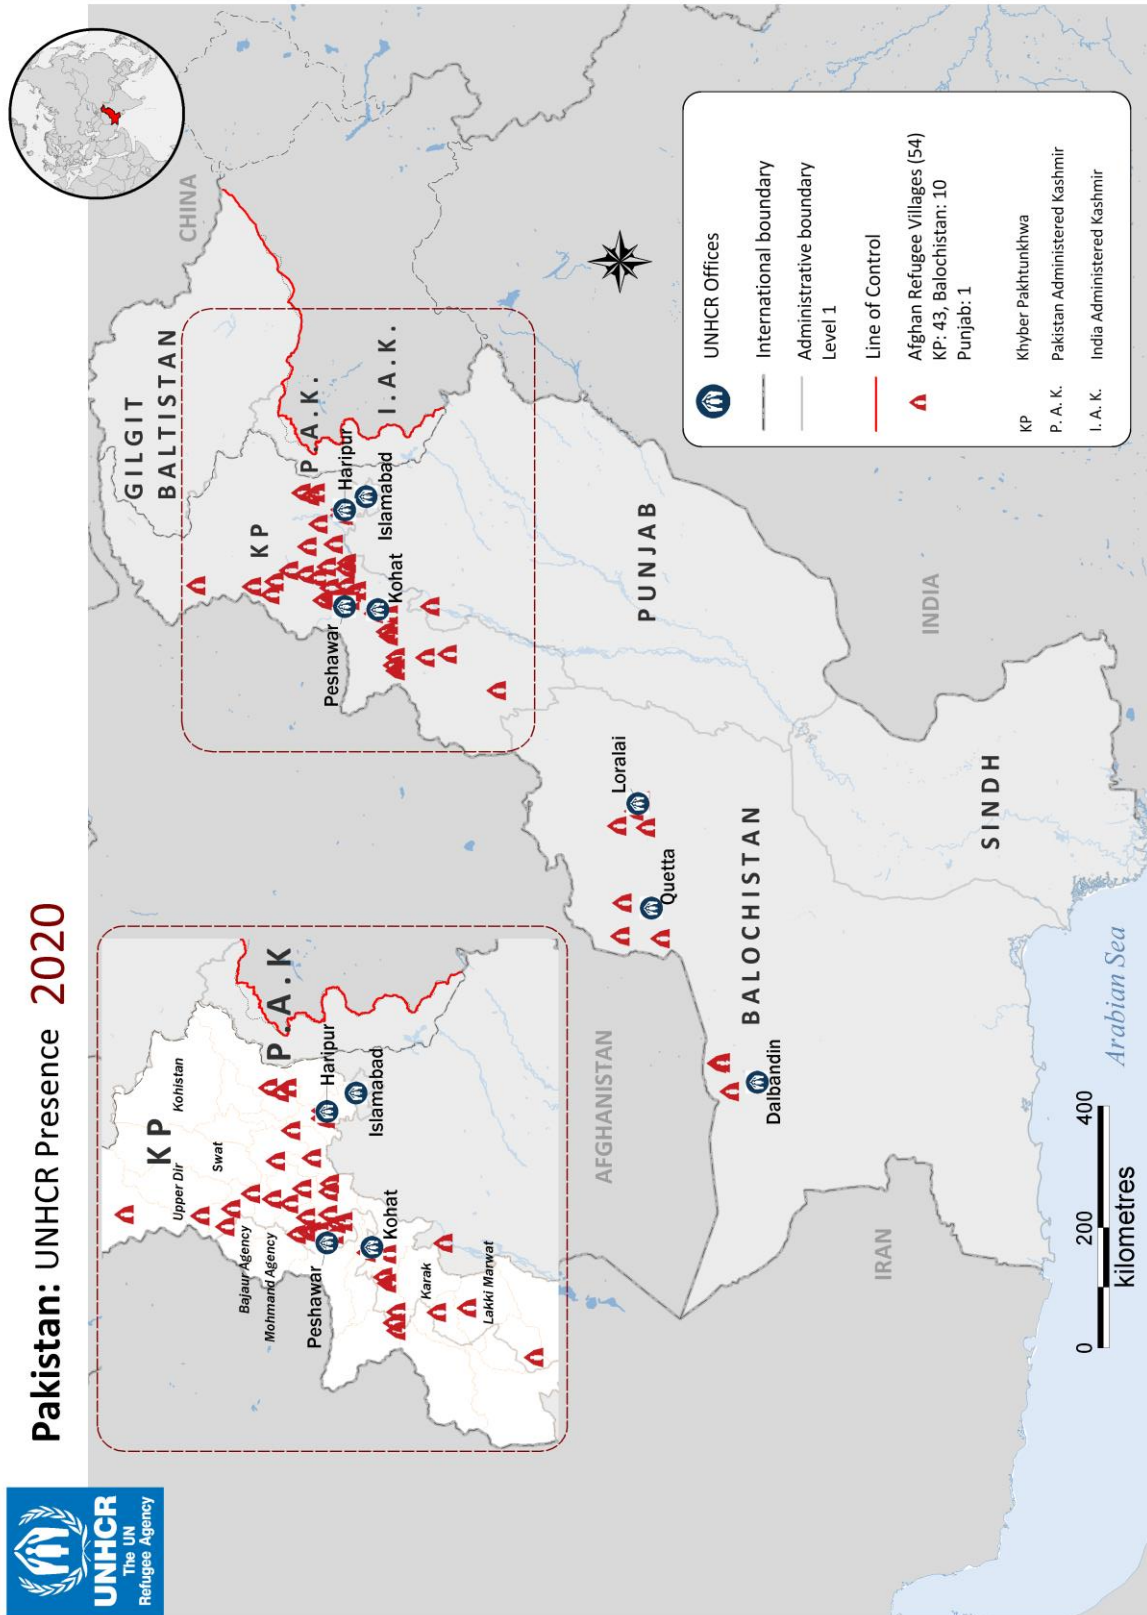 Pakistan: UNHCR Presence 2020
UNHCR
The UN
Refugee Agency
KP
Kohistan
Upper Dir
Swat
Bajaur Agency
Mohmand Agency
P.A.K
Haripur
Islamabad
Peshawar
Kohat
Karak
Lakki Marwat
CHINA
GILGIT
BALTISTAN
KP
P.A.K.
I.A.K.
Haripur
Islamabad
Peshawar
Kohat
PUNJAB
INDIA
Loralai
Quetta
BALOCHISTAN
Dalbandin
SINDH
AFGHANISTAN
IRAN
Arabian Sea
0 200 400
kilometres
UNHCR Offices
International boundary
Administrative boundary
Level 1
Line of Control
Afghan Refugee Villages (54)
KP: 43, Balochistan: 10
Punjab: 1
KP Khyber Pakhtunkhwa
P. A. K. Pakistan Administered Kashmir
I. A. K. India Administered Kashmir